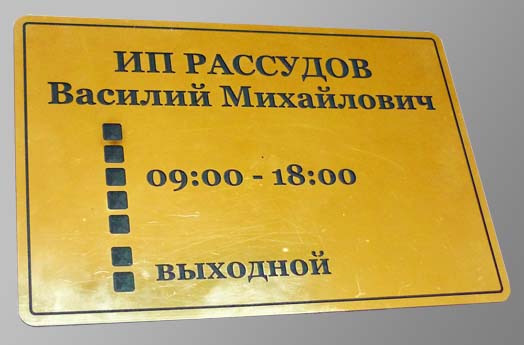 ИП РАССУДОВ
Василий Михайлович
09:00 - 18:00
выходной